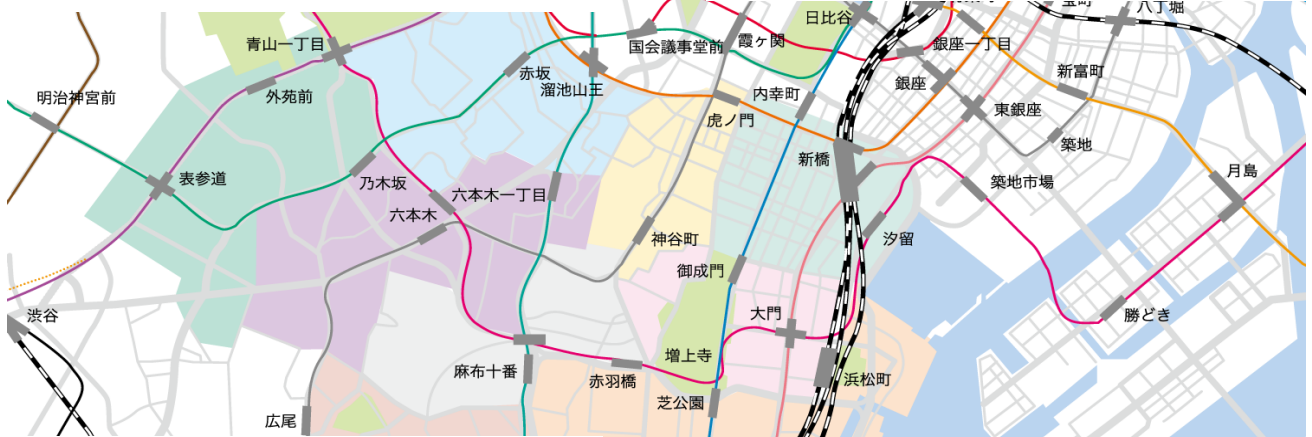 日比谷
八丁堀
青山一丁目
国会議事堂前
霞ヶ関
銀座一丁目
赤坂
溜池山王
銀座
新富町
外苑前
明治神宮前
内幸町
虎ノ門
東銀座
築地
新橋
表参道
乃木坂
六本木一丁目
築地市場
月島
六本木
神谷町
汐留
御成門
渋谷
大門
勝どき
増上寺
麻布十番
赤羽橋
浜松町
芝公園
広尾